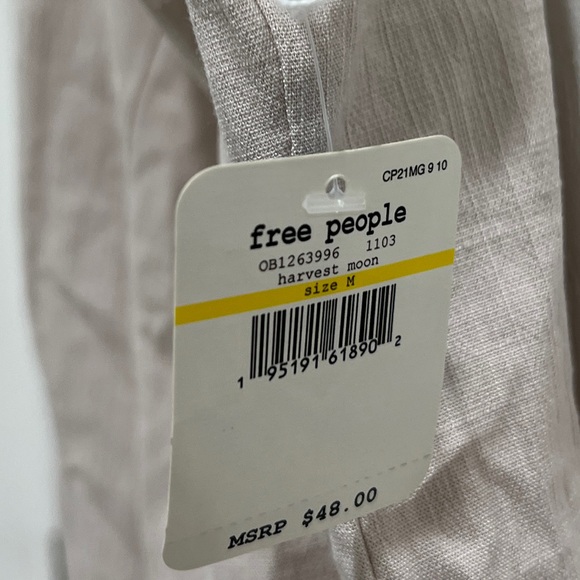 CP21MG 9 10
free people
OB1263996 1103
harvest moon
size M
1 95191 61890 2
MSRP $48.00